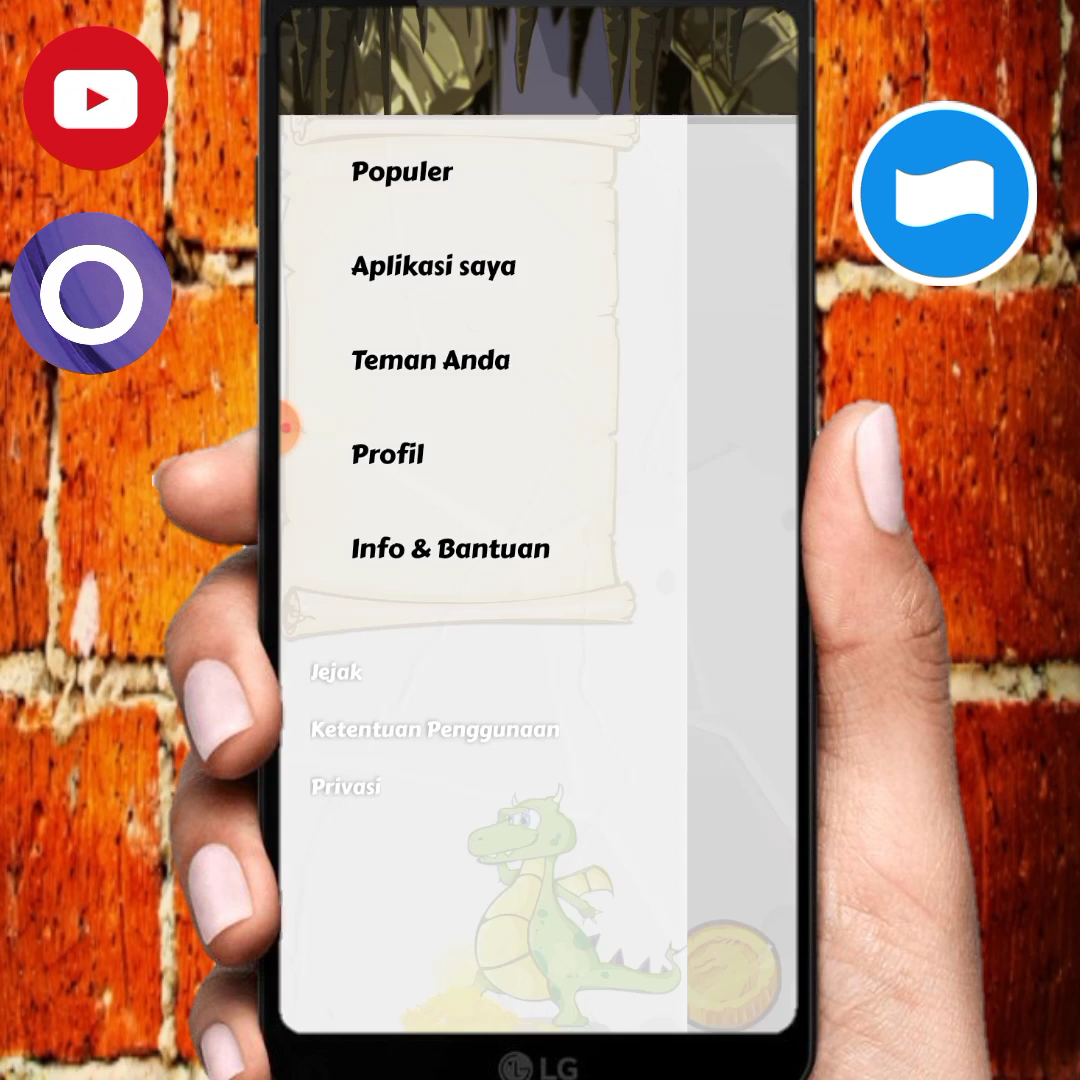 Populer
Aplikasi saya
Teman Anda
Profil
Info & Bantuan
Jejak
Ketentuan Penggunaan
Privasi
LG